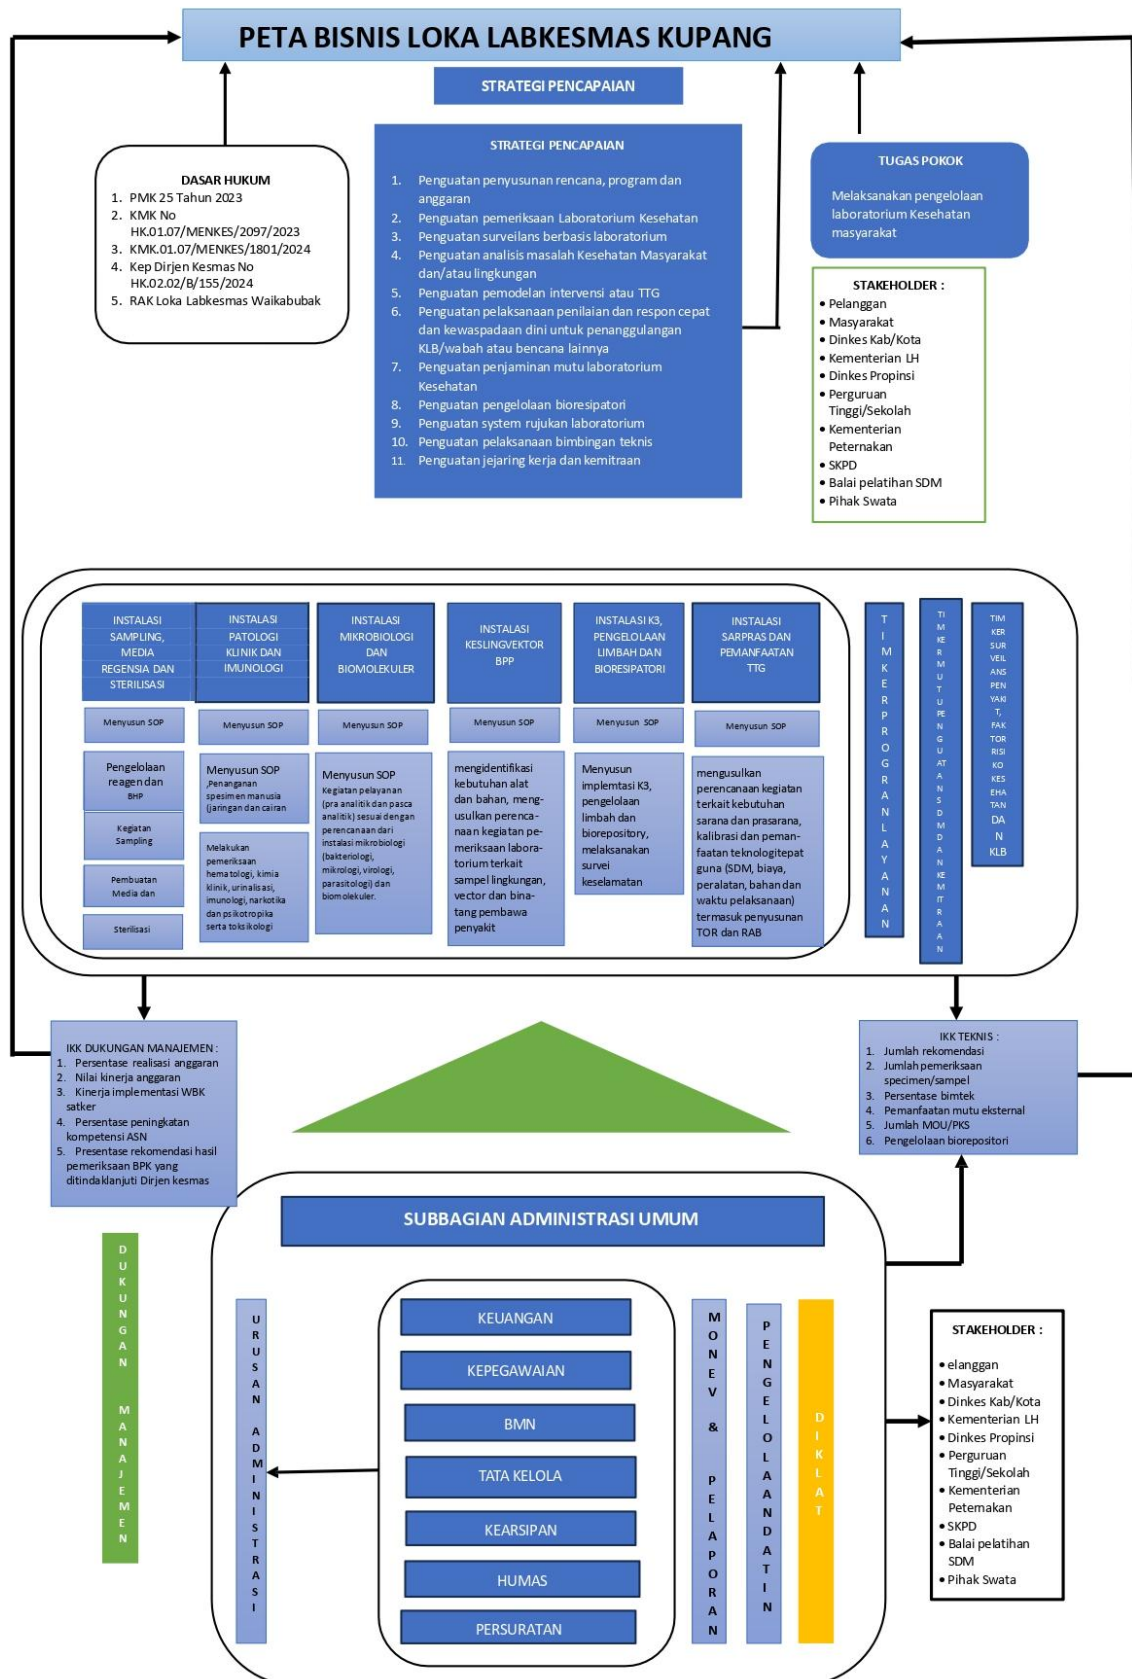 PETA BISNIS LOKA LABKESMAS KUPANG
STRATEGI PENCAPAIAN
DASAR HUKUM
1. PMK 25 Tahun 2023
2. KMK No
HK.01.07/MENKES/2097/2023
3. KMK.01.07/MENKES/1801/2024
4. Kep Dirjen Kesmas No
HK.02.02/B/155/2024
5. RAK Loka Labkesmas Waikabubak
STRATEGI PENCAPAIAN
1. Penguatan penyusunan rencana, program dan
anggaran
2. Penguatan pemeriksaan Laboratorium Kesehatan
3. Penguatan surveilans berbasis laboratorium
4. Penguatan analisis masalah Kesehatan Masyarakat
dan/atau lingkungan
5. Penguatan pemodelan intervensi atau TTG
6. Penguatan pelaksanaan penilaian dan respon cepat
dan kewaspadaan dini untuk penanggulangan
KLB/wabah atau bencana lainnya
7. Penguatan penjaminan mutu laboratorium
Kesehatan
8. Penguatan pengelolaan bioresipatori
9. Penguatan system rujukan laboratorium
10. Penguatan pelaksanaan bimbingan teknis
11. Penguatan jejaring kerja dan kemitraan
TUGAS POKOK
Melaksanakan pengelolaan
laboratorium Kesehatan
masyarakat
STAKEHOLDER :
• Pelanggan
• Masyarakat
• Dinkes Kab/Kota
• Kementerian LH
• Dinkes Propinsi
• Perguruan
Tinggi/Sekolah
• Kementerian
Peternakan
• SKPD
• Balai pelatihan SDM
• Pihak Swata
INSTALASI
SAMPLING,
MEDIA
REGENSIA DAN
STERILISASI
Menyusun SOP
Pengelolaan
reagen dan
BHP
Kegiatan
Sampling
Pembuatan
Media dan
Sterilisasi
INSTALASI
PATOLOGI
KLINIK DAN
IMUNOLOGI
Menyusun SOP
Menyusun SOP
,Penanganan
spesimen manusia
(jaringan dan cairan
Melakukan
pemeriksaan
hematologi, kimia
klinik, urinalisasi,
imunologi, narkotika
dan psikotropika
serta toksikologi
INSTALASI
MIKROBIOLOGI
DAN
BIOMOLEKULER
Menyusun SOP
Menyusun SOP
Kegiatan pelayanan
(pra analitik dan pasca
analitik) sesuai dengan
perencanaan dari
instalasi mikrobiologi
(bakteriologi,
mikrologi, virologi,
parasitologi) dan
biomolekuler.
INSTALASI
KESLINGVEKTOR
BPP
Menyusun SOP
mengidentifikasi
kebutuhan alat
dan bahan, meng-
usulkan perenca-
naan kegiatan pe-
meriksaan labora-
torium terkait
sampel lingkungan,
vector dan bina-
tang pembawa
penyakit
INSTALASI K3,
PENGELOLAAN
LIMBAH DAN
BIORESIPATORI
Menyusun SOP
Menyusun
implemtasi K3,
pengelolaan
limbah dan
biorepository,
melaksanakan
survei
keselamatan
INSTALASI
SARPRAS DAN
PEMANFAATAN
TTG
Menyusun SOP
mengusulkan
perencanaan kegiatan
terkait kebutuhan
sarana dan prasarana,
kalibrasi dan peman-
faatan teknologitepat
guna (SDM, biaya,
peralatan, bahan dan
waktu pelaksanaan)
termasuk penyusunan
TOR dan RAB
TIMKERPROGRANLAYANAN
TIMKERMUTUPENGUATANSDMDANKEMITRAAN
TIM
KER
SUR
VEIL
ANS
PEN
YAKI
T,
FAK
TOR
RISI
KO
KES
EHA
TAN
DA
N
KLB
IKK DUKUNGAN MANAJEMEN :
1. Persentase realisasi anggaran
2. Nilai kinerja anggaran
3. Kinerja implementasi WBK
satker
4. Persentase peningkatan
kompetensi ASN
5. Presentase rekomendasi hasil
pemeriksaan BPK yang
ditindaklanjuti Dirjen kesmas
IKK TEKNIS :
1. Jumlah rekomendasi
2. Jumlah pemeriksaan
specimen/sampel
3. Persentase bimtek
4. Pemanfaatan mutu eksternal
5. Jumlah MOU/PKS
6. Pengelolaan biorepositori
DUKUNGAN MANAJEMEN
SUBBAGIAN ADMINISTRASI UMUM
URUSAN ADMINISTRASI
KEUANGAN
KEPEGAWAIAN
BMN
TATA KELOLA
KEARSIPAN
HUMAS
PERSURATAN
MONEV & PELAPORAN
PENGELOLAANDATIN
DIKLAT
STAKEHOLDER :
• elanggan
• Masyarakat
• Dinkes Kab/Kota
• Kementerian LH
• Dinkes Propinsi
• Perguruan
Tinggi/Sekolah
• Kementerian
Peternakan
• SKPD
• Balai pelatihan
SDM
• Pihak Swata